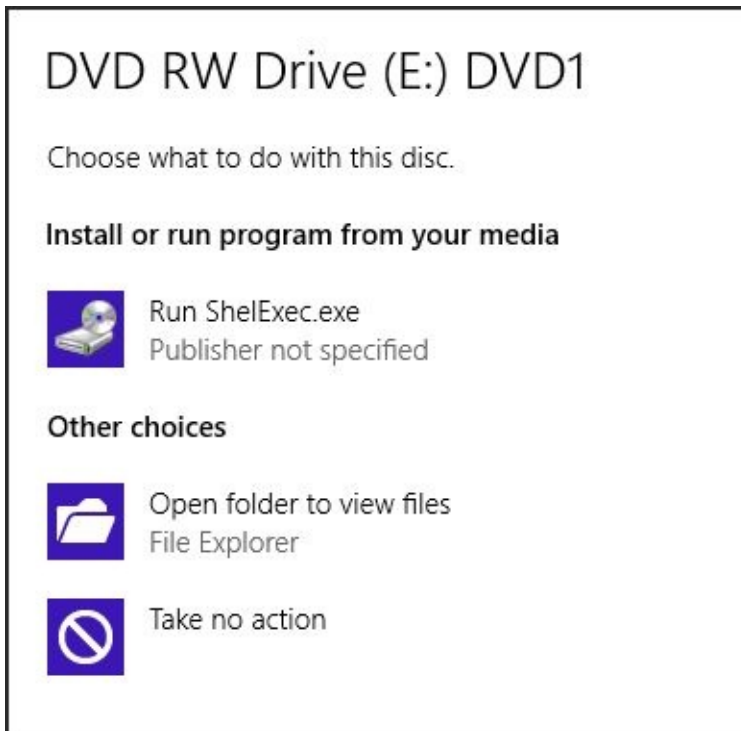 DVD RW Drive (E:) DVD1
Choose what to do with this disc.
Install or run program from your media
Run ShelExec.exe
Publisher not specified
Other choices
Open folder to view files
File Explorer
Take no action